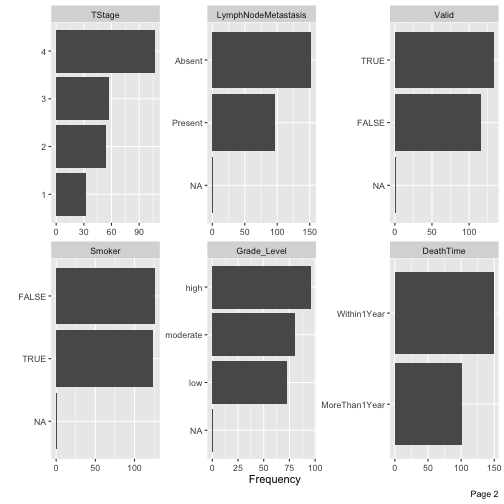 TStage
4
3
2
1
0 30 60 90
LymphNodeMetastasis
Absent
Present
NA
0 50 100 150
Valid
TRUE
FALSE
NA
0 50 100
Smoker
FALSE
TRUE
NA
0 50 100
Grade_Level
high
moderate
low
NA
0 25 50 75 100
DeathTime
Within1Year
MoreThan1Year
0 50 100 150
Frequency
Page 2